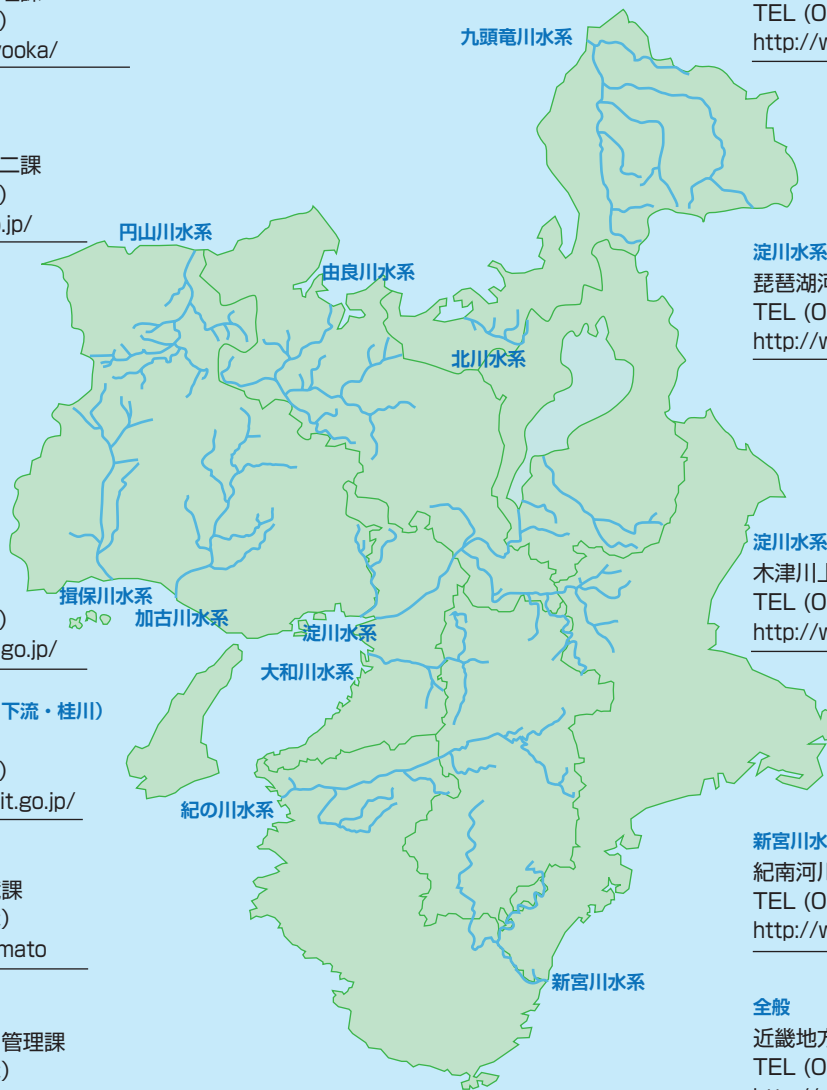 ooka/
二課
)
.jp/
)
go.jp/
下流・桂川）
)
it.go.jp/
課
)
mato
管理課
)
九頭竜川水系
円山川水系
由良川水系
北川水系
揖保川水系
加古川水系
淀川水系
大和川水系
紀の川水系
新宮川水系
TEL (0
http://w
淀川水系
琵琶湖河
TEL (0
http://w
淀川水系
木津川上
TEL (0
http://w
新宮川水
紀南河川
TEL (0
http://w
全般
近畿地方
TEL (0